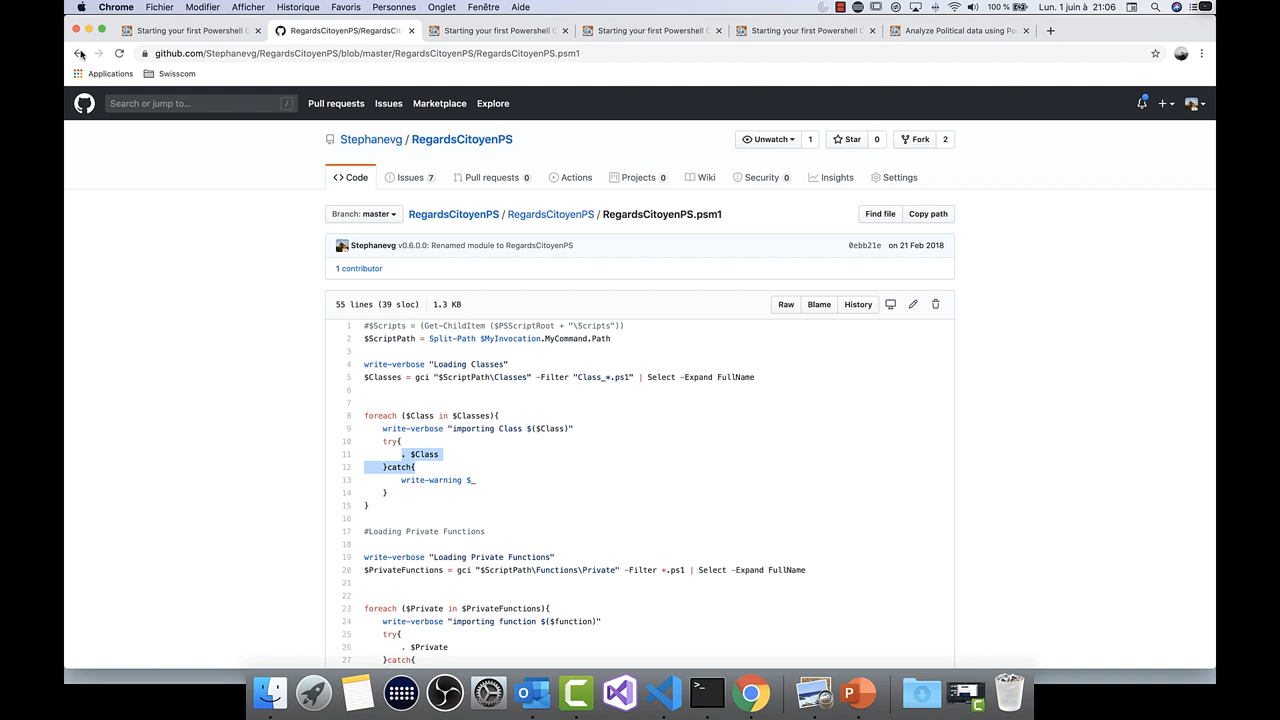 Chrome Fichier Modifier Afficher Historique Favoris Personnes Onglet Fenêtre Aide 100 % Lun. 1 juin à 21:06
Starting your first Powershell C × RegardsCitoyenPS/RegardsCit × Starting your first Powershell C × Starting your first Powershell C × Starting your first Powershell C × Analyze Political data using Po × +
github.com/Stephanevg/RegardsCitoyenPS/blob/master/RegardsCitoyenPS/RegardsCitoyenPS.psm1
Applications Swisscom
Search or jump to... / Pull requests Issues Marketplace Explore
Stephanevg / RegardsCitoyenPS Unwatch 1 Star 0 Fork 2
<> Code Issues 7 Pull requests 0 Actions Projects 0 Wiki Security 0 Insights Settings
Branch: master RegardsCitoyenPS / RegardsCitoyenPS / RegardsCitoyenPS.psm1 Find file Copy path
Stephanevg v0.6.0.0: Renamed module to RegardsCitoyenPS 0ebb21e on 21 Feb 2018
1 contributor
55 lines (39 sloc) 1.3 KB Raw Blame History
1 #$Scripts = (Get-ChildItem ($PSScriptRoot + "\Scripts"))
2 $ScriptPath = Split-Path $MyInvocation.MyCommand.Path
3
4 write-verbose "Loading Classes"
5 $Classes = gci "$ScriptPath\Classes" -Filter "Class_*.ps1" | Select -Expand FullName
6
7
8 foreach ($Class in $Classes){
9 write-verbose "importing Class $($Class)"
10 try{
11 . $Class
12 }catch{
13 write-warning $_
14 }
15 }
16
17 #Loading Private Functions
18
19 write-verbose "Loading Private Functions"
20 $PrivateFunctions = gci "$ScriptPath\Functions\Private" -Filter *.ps1 | Select -Expand FullName
21
22
23 foreach ($Private in $PrivateFunctions){
24 write-verbose "importing function $($function)"
25 try{
26 . $Private
27 }catch{